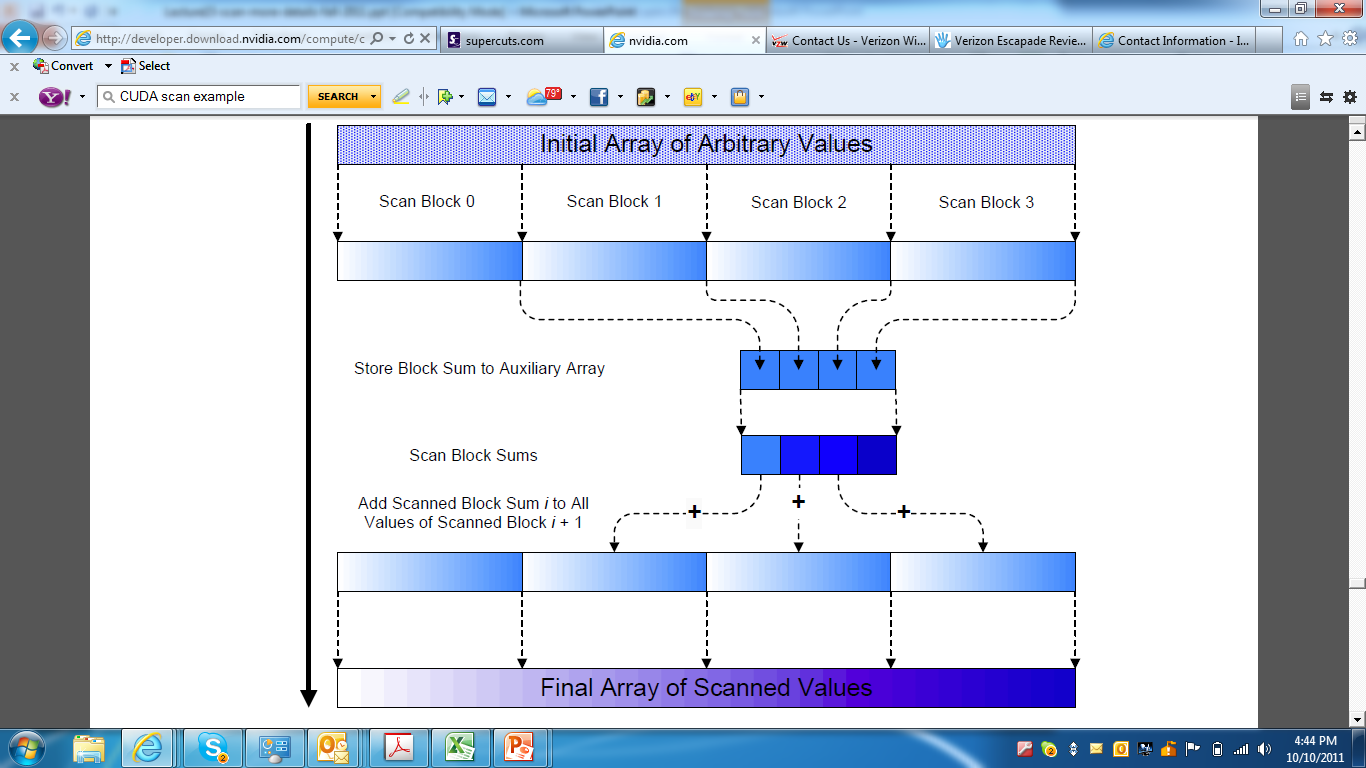 http://developer.download.nvidia.com/compute/c
supercuts.com
nvidia.com
Contact Us - Verizon Wi...
Verizon Escapade Revie...
Contact Information - I...
x Convert Select
x Y! CUDA scan example SEARCH 79°
Initial Array of Arbitrary Values
Scan Block 0 Scan Block 1 Scan Block 2 Scan Block 3
Store Block Sum to Auxiliary Array
Scan Block Sums
Add Scanned Block Sum i to All
Values of Scanned Block i + 1
+ + +
Final Array of Scanned Values
4:44 PM
10/10/2011